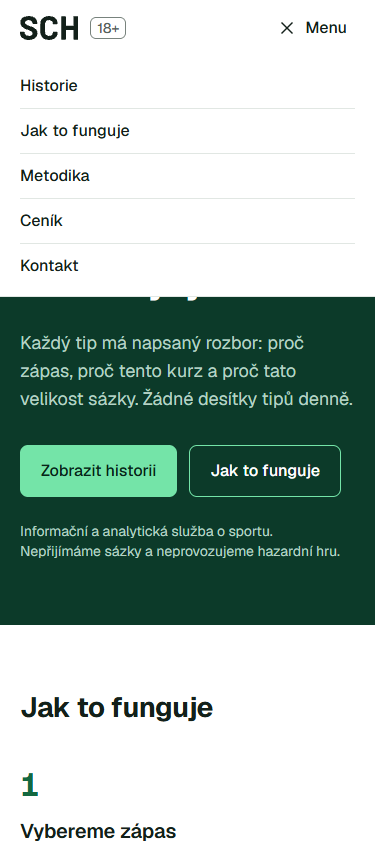 SCH 18+ Menu
Historie
Jak to funguje
Metodika
Ceník
Kontakt
Každý tip má napsaný rozbor: proč
zápas, proč tento kurz a proč tato
velikost sázky. Žádné desítky tipů denně.
Zobrazit historii Jak to funguje
Informační a analytická služba o sportu.
Nepřijímáme sázky a neprovozujeme hazardní hru.
Jak to funguje
1
Vybereme zápas